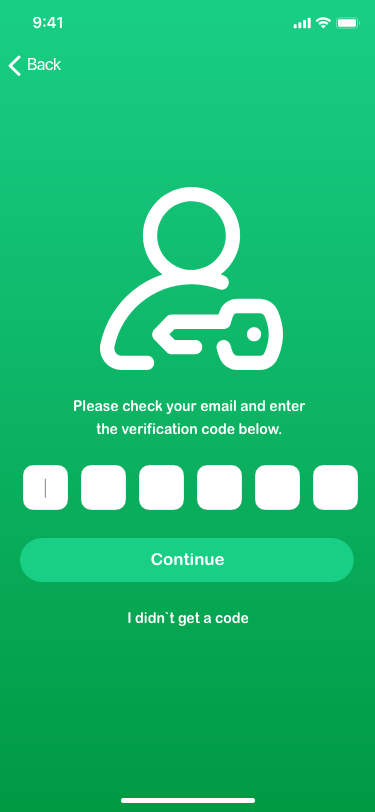 9:41
Back
Please check your email and enter
the verification code below.
Continue
I didn`t get a code